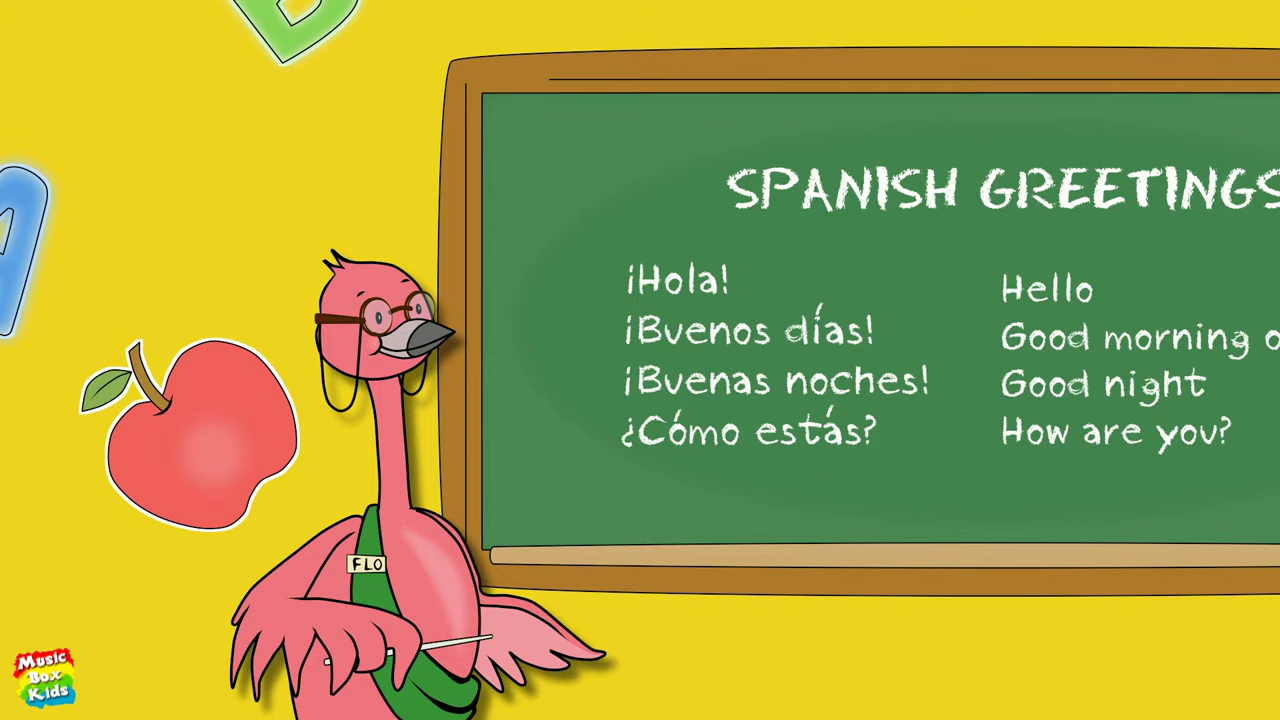 B
A
SPANISH GREETINGS
¡Hola! Hello
¡Buenos días! Good morning o
¡Buenas noches! Good night
¿Cómo estás? How are you?
FLO
Music
Box
Kids